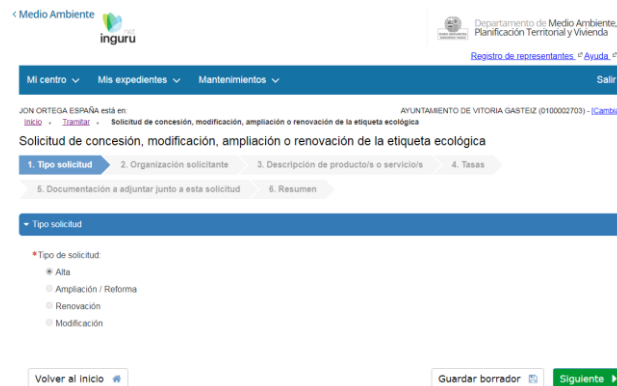 < Medio Ambiente
inguru
Departamento de Medio Ambiente,
Planificación Territorial y Vivienda
Registro de representantes Ayuda
Mi centro Mis expedientes Mantenimientos Salir
JON ORTEGA ESPAÑA está en: AYUNTAMIENTO DE VITORIA GASTEIZ (0100002703) - [Cambia
Inicio Tramitar Solicitud de concesión, modificación, ampliación o renovación de la etiqueta ecológica
Solicitud de concesión, modificación, ampliación o renovación de la etiqueta ecológica
1. Tipo solicitud 2. Organización solicitante 3. Descripción de producto/s o servicio/s 4. Tasas
5. Documentación a adjuntar junto a esta solicitud 6. Resumen
Tipo solicitud
*Tipo de solicitud:
Alta
Ampliación / Reforma
Renovación
Modificación
Volver al inicio Guardar borrador Siguiente